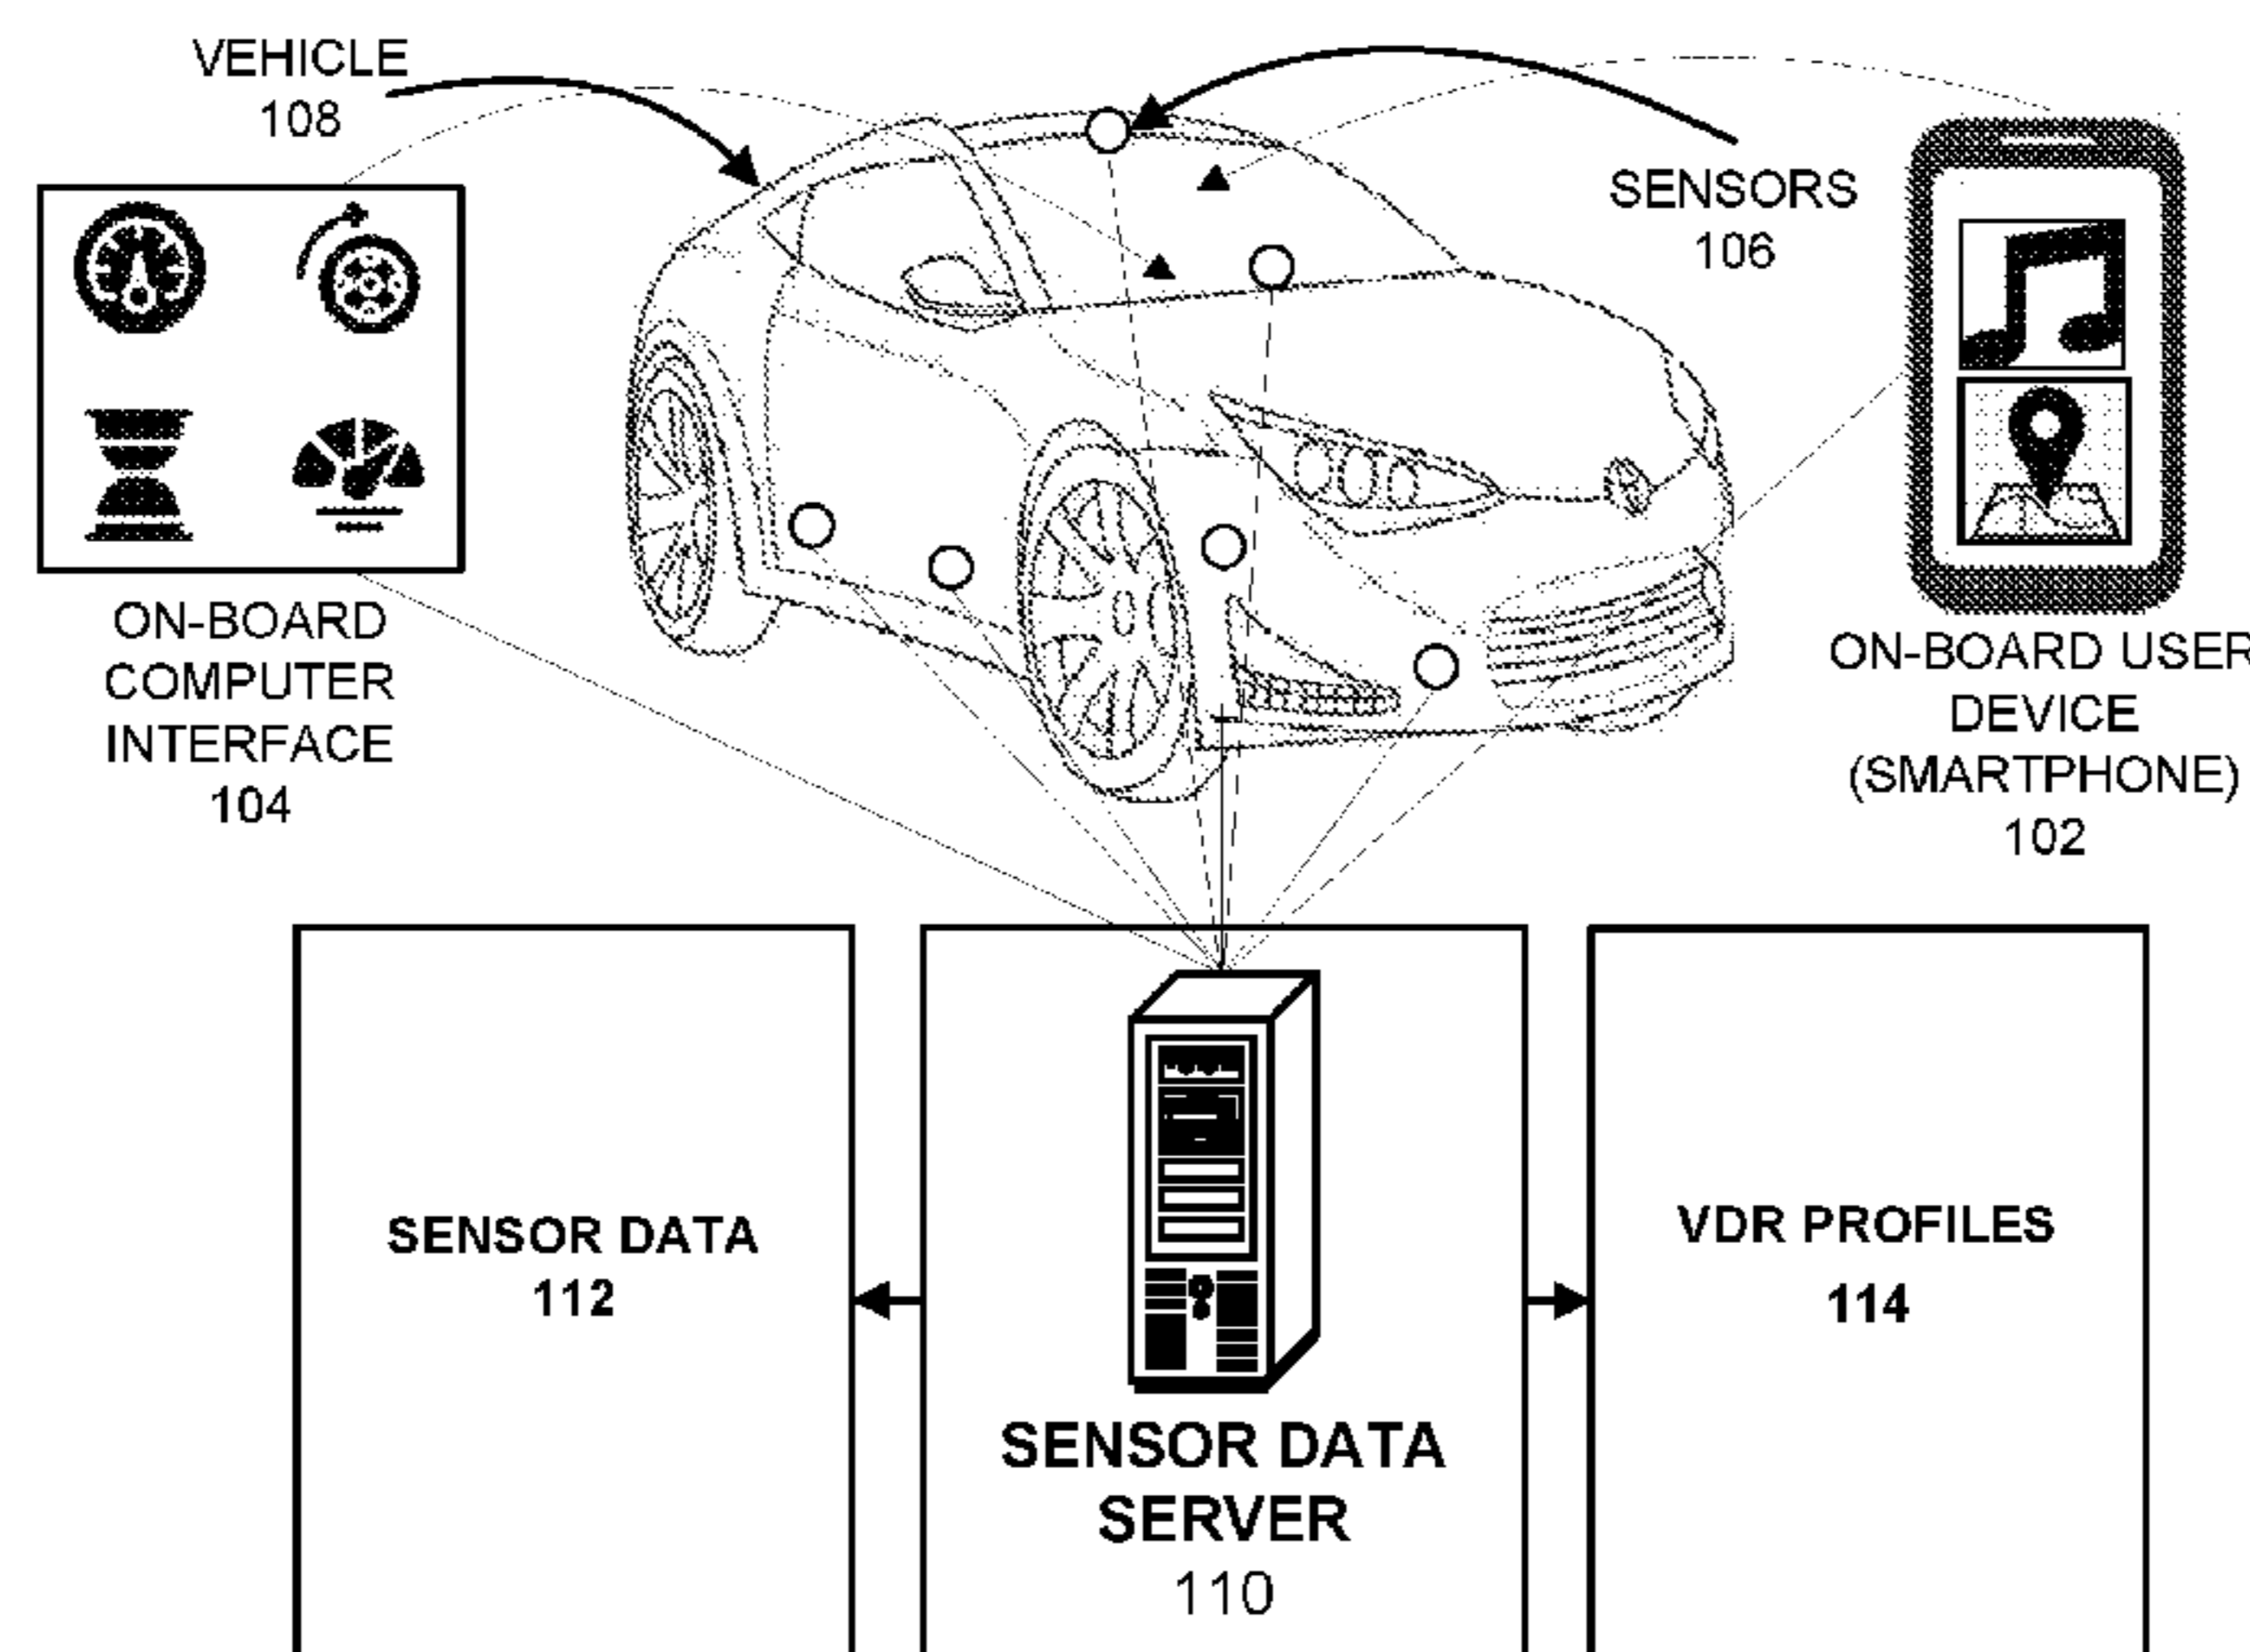 VEHICLE
108
SENSORS
106
ON-BOARD
COMPUTER
INTERFACE
104
ON-BOARD USER
DEVICE
(SMARTPHONE)
102
SENSOR DATA
112
SENSOR DATA
SERVER
110
VDR PROFILES
114